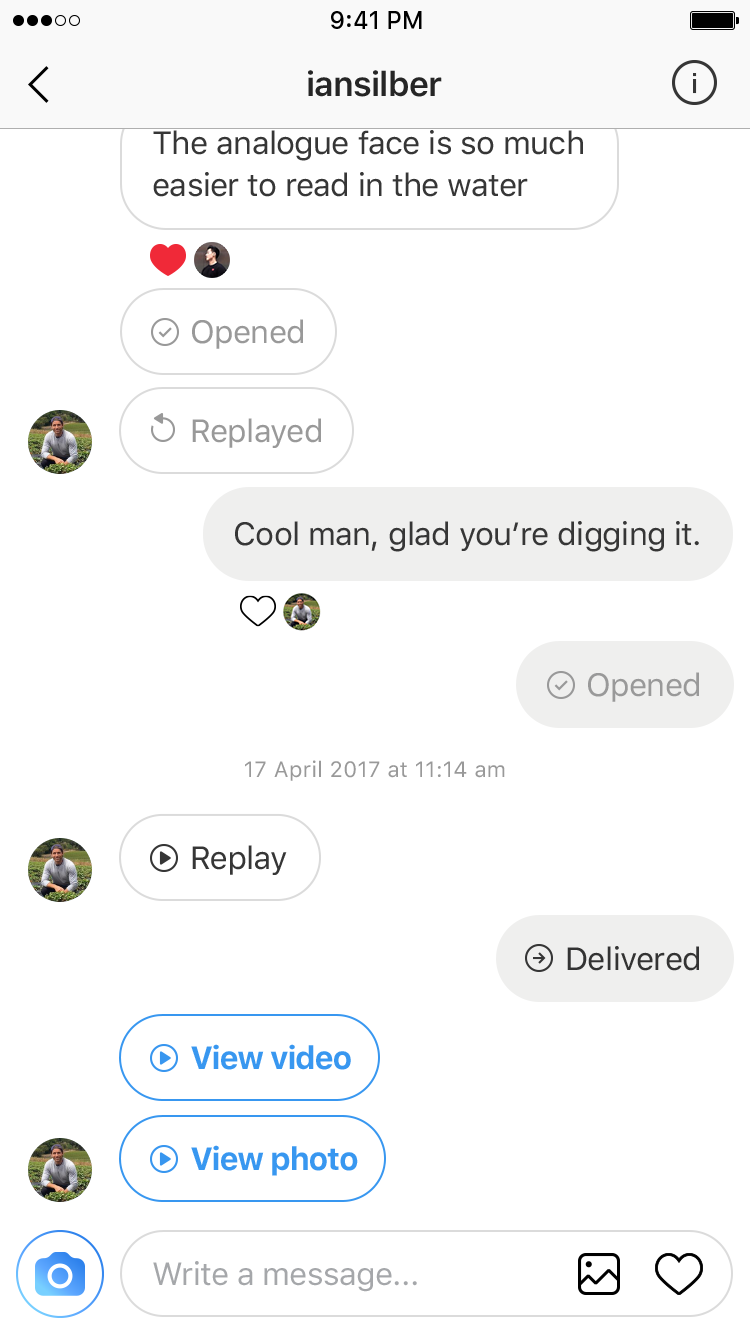 9:41 PM
iansilber
The analogue face is so much
easier to read in the water
Opened
Replayed
Cool man, glad you’re digging it.
Opened
17 April 2017 at 11:14 am
Replay
Delivered
View video
View photo
Write a message...